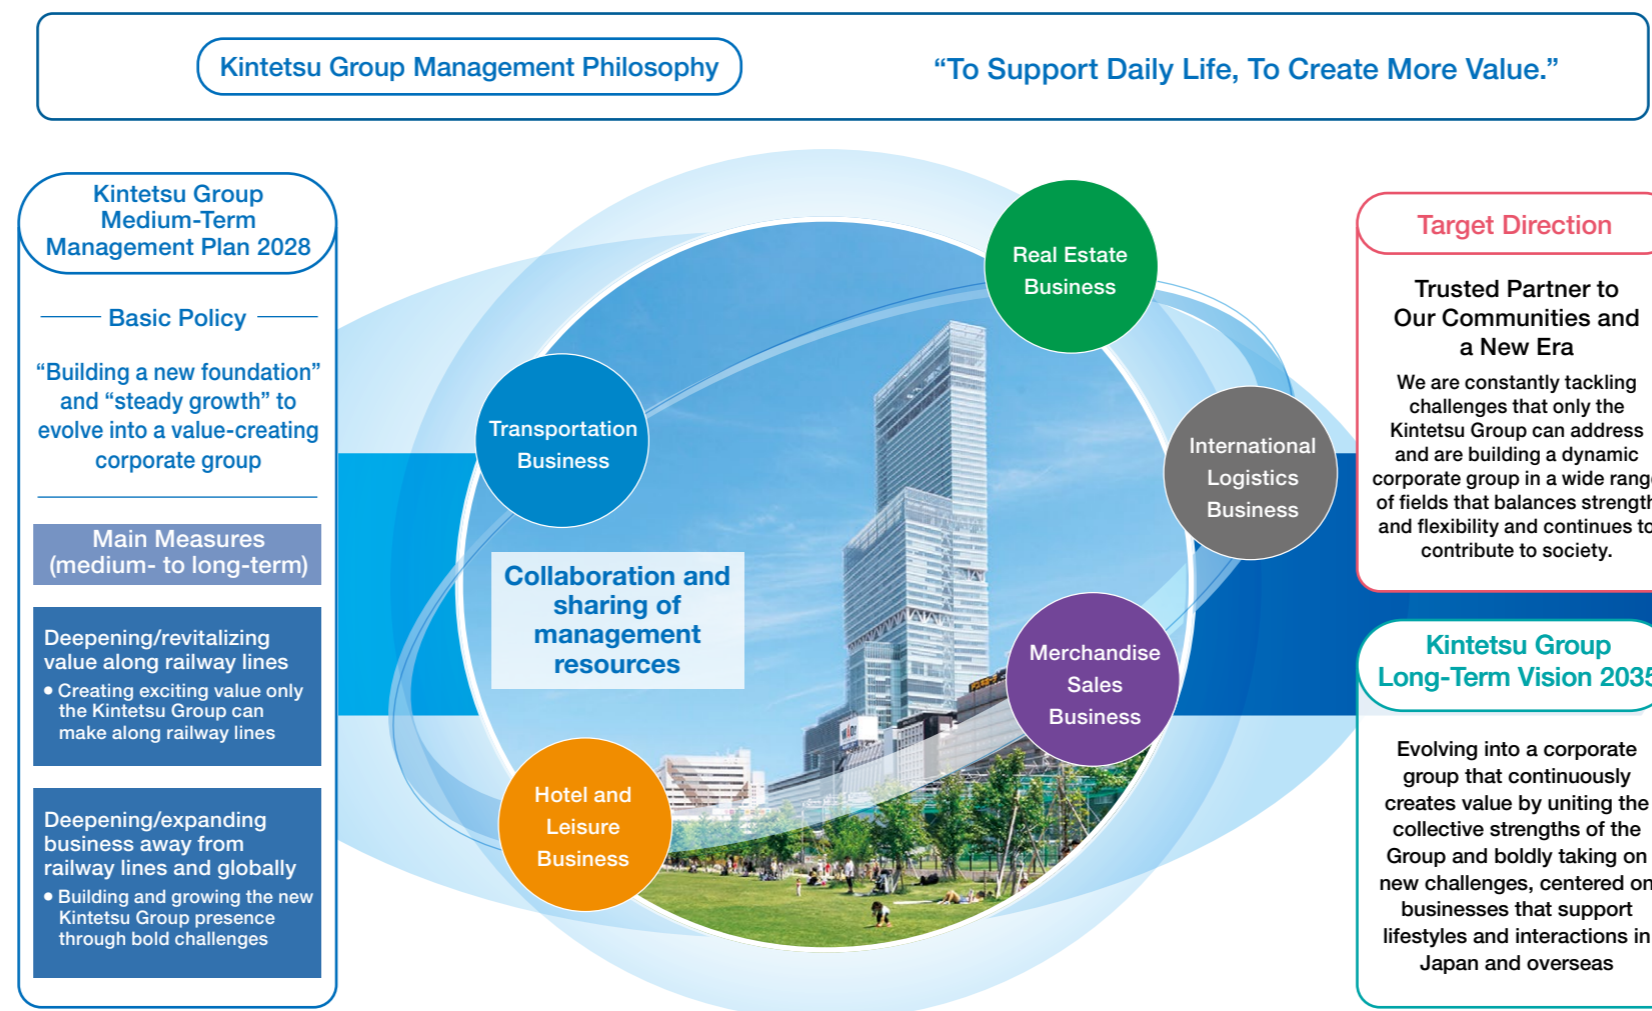 Kintetsu Group Management Philosophy
“To Support Daily Life, To Create More Value.”
Kintetsu Group
Medium-Term
Management Plan 2028
Basic Policy
“Building a new foundation”
and “steady growth” to
evolve into a value-creating
corporate group
Main Measures
(medium- to long-term)
Deepening/revitalizing
value along railway lines
• Creating exciting value only
the Kintetsu Group can
make along railway lines
Deepening/expanding
business away from
railway lines and globally
• Building and growing the new
Kintetsu Group presence
through bold challenges
Transportation
Business
Real Estate
Business
International
Logistics
Business
Merchandise
Sales
Business
Hotel and
Leisure
Business
Collaboration and
sharing of
management
resources
Target Direction
Trusted Partner to
Our Communities and
a New Era
We are constantly tackling
challenges that only the
Kintetsu Group can address
and are building a dynamic
corporate group in a wide range
of fields that balances strength
and flexibility and continues to
contribute to society.
Kintetsu Group
Long-Term Vision 2035
Evolving into a corporate
group that continuously
creates value by uniting the
collective strengths of the
Group and boldly taking on
new challenges, centered on
businesses that support
lifestyles and interactions in
Japan and overseas